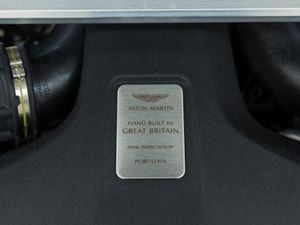 ASTON MARTIN
HAND BUILT IN
GREAT BRITAIN
FINAL INSPECTION BY
PEDRO COSTA